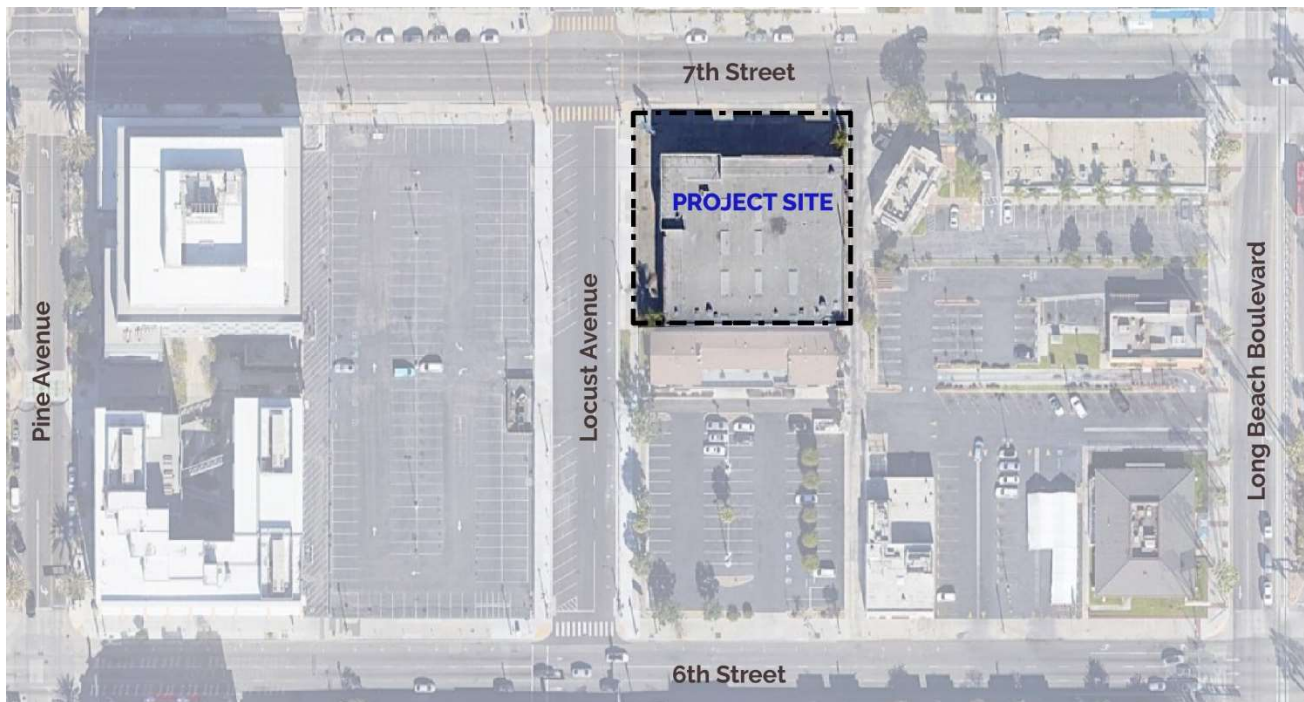 7th Street
PROJECT SITE
Pine Avenue
Locust Avenue
Long Beach Boulevard
6th Street